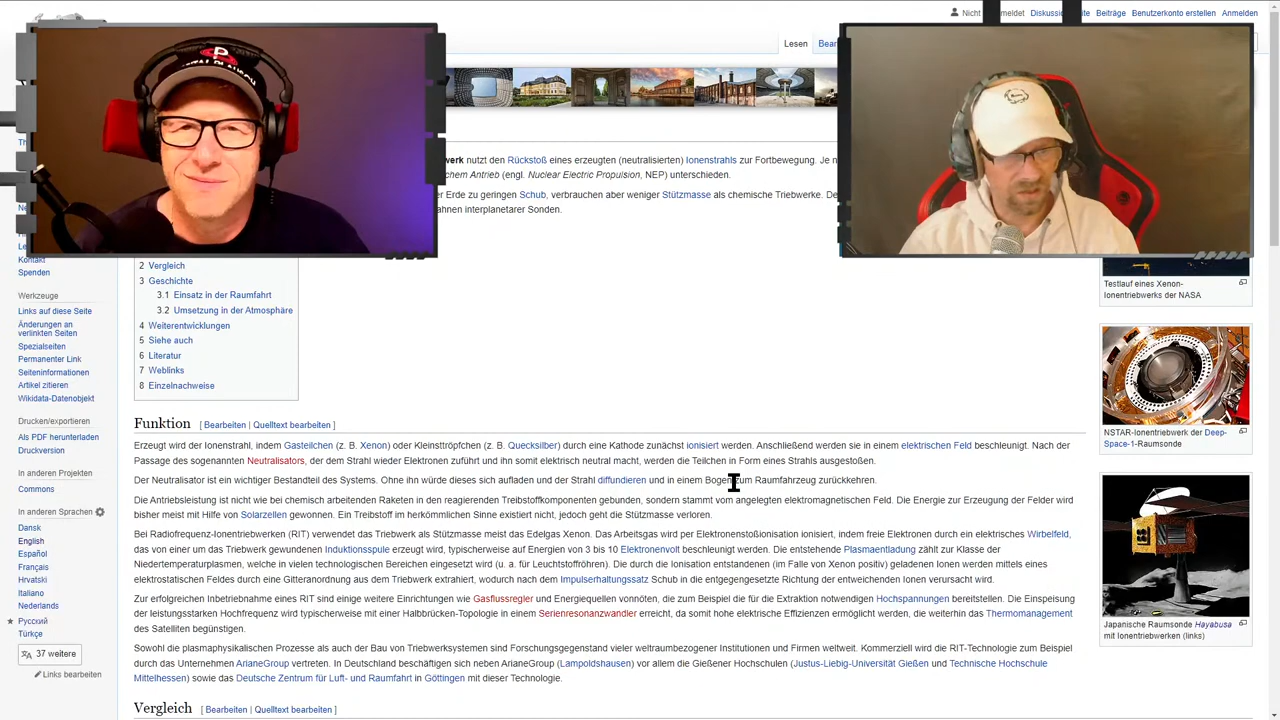 Nicht
meldet
Diskussi
ite
Beiträge
Benutzerkonto erstellen
Anmelden
Lesen
Bear
Th
Ne
Le
Kontakt
Spenden
Werkzeuge
Links auf diese Seite
Änderungen an
verlinkten Seiten
Spezialseiten
Permanenter Link
Seiteninformationen
Artikel zitieren
Wikidata-Datenobjekt
Drucken/exportieren
Als PDF herunterladen
Druckversion
In anderen Projekten
Commons
In anderen Sprachen
Dansk
English
Español
Français
Hrvatski
Italiano
Nederlands
Русский
Türkçe
37 weitere
Links bearbeiten
werk nutzt den Rückstoß eines erzeugten (neutralisierten) Ionenstrahls zur Fortbewegung. Je n
chem Antrieb (engl. Nuclear Electric Propulsion, NEP) unterschieden.
er Erde zu geringen Schub, verbrauchen aber weniger Stützmasse als chemische Triebwerke. De
ahnen interplanetarer Sonden.
2 Vergleich
3 Geschichte
3.1 Einsatz in der Raumfahrt
3.2 Umsetzung in der Atmosphäre
4 Weiterentwicklungen
5 Siehe auch
6 Literatur
7 Weblinks
8 Einzelnachweise
Funktion [ Bearbeiten | Quelltext bearbeiten ]
Erzeugt wird der Ionenstrahl, indem Gasteilchen (z. B. Xenon) oder feine Tröpfchen (z. B. Quecksilber) durch eine Kathode zunächst ionisiert werden. Anschließend werden sie in einem elektrischen Feld beschleunigt. Nach der
Passage des sogenannten Neutralisators, der dem Strahl wieder Elektronen zuführt und ihn somit elektrisch neutral macht, werden die Teilchen in Form eines Strahls ausgestoßen.
Der Neutralisator ist ein wichtiger Bestandteil des Systems. Ohne ihn würde dieses sich aufladen und der Strahl diffundieren und in einem Bogen zum Raumfahrzeug zurückkehren.
Die Antriebsleistung ist nicht wie bei chemisch arbeitenden Raketen in den reagierenden Treibstoffkomponenten gebunden, sondern stammt vom angelegten elektromagnetischen Feld. Die Energie zur Erzeugung der Felder wird
bisher meist mit Hilfe von Solarzellen gewonnen. Ein Treibstoff im herkömmlichen Sinne existiert nicht, jedoch geht die Stützmasse verloren.
Bei Radiofrequenz-Ionentriebwerken (RIT) verwendet das Triebwerk als Stützmasse meist das Edelgas Xenon. Das Arbeitsgas wird per Elektronenstoßionisation ionisiert, indem freie Elektronen durch ein elektrisches Wirbelfeld,
das von einer um das Triebwerk gewundenen Induktionsspule erzeugt wird, typischerweise auf Energien von 3 bis 10 Elektronenvolt beschleunigt werden. Die entstehende Plasmaentladung zählt zur Klasse der
Niedertemperaturplasmen, welche in vielen technologischen Bereichen eingesetzt wird (u. a. für Leuchtstoffröhren). Die durch die Ionisation entstandenen (im Falle von Xenon positiv) geladenen Ionen werden mittels eines
elektrostatischen Feldes durch eine Gitteranordnung aus dem Triebwerk extrahiert, wodurch nach dem Impulserhaltungssatz Schub in die entgegengesetzte Richtung der entweichenden Ionen verursacht wird.
Zur erfolgreichen Inbetriebnahme eines RIT sind einige weitere Einrichtungen wie Gasflussregler und Energiequellen vonnöten, die zum Beispiel die für die Extraktion notwendigen Hochspannungen bereitstellen. Die Einspeisung
der leistungsstarken Hochfrequenz wird typischerweise mit einer Halbbrücken-Topologie in einem Serienresonanzwandler erreicht, da somit hohe elektrische Effizienzen ermöglicht werden, die weiterhin das Thermomanagement
des Satelliten begünstigen.
Sowohl die plasmaphysikalischen Prozesse als auch der Bau von Triebwerksystemen sind Forschungsgegenstand vieler weltraumbezogener Institutionen und Firmen weltweit. Kommerziell wird die RIT-Technologie zum Beispiel
durch das Unternehmen ArianeGroup vertreten. In Deutschland beschäftigen sich neben ArianeGroup (Lampoldshausen) vor allem die Gießener Hochschulen (Justus-Liebig-Universität Gießen und Technische Hochschule
Mittelhessen) sowie das Deutsche Zentrum für Luft- und Raumfahrt in Göttingen mit dieser Technologie.
Vergleich [ Bearbeiten | Quelltext bearbeiten ]
Testlauf eines Xenon-
Ionentriebwerks der NASA
NSTAR-Ionentriebwerk der Deep-
Space-1-Raumsonde
Japanische Raumsonde Hayabusa
mit Ionentriebwerken (links)